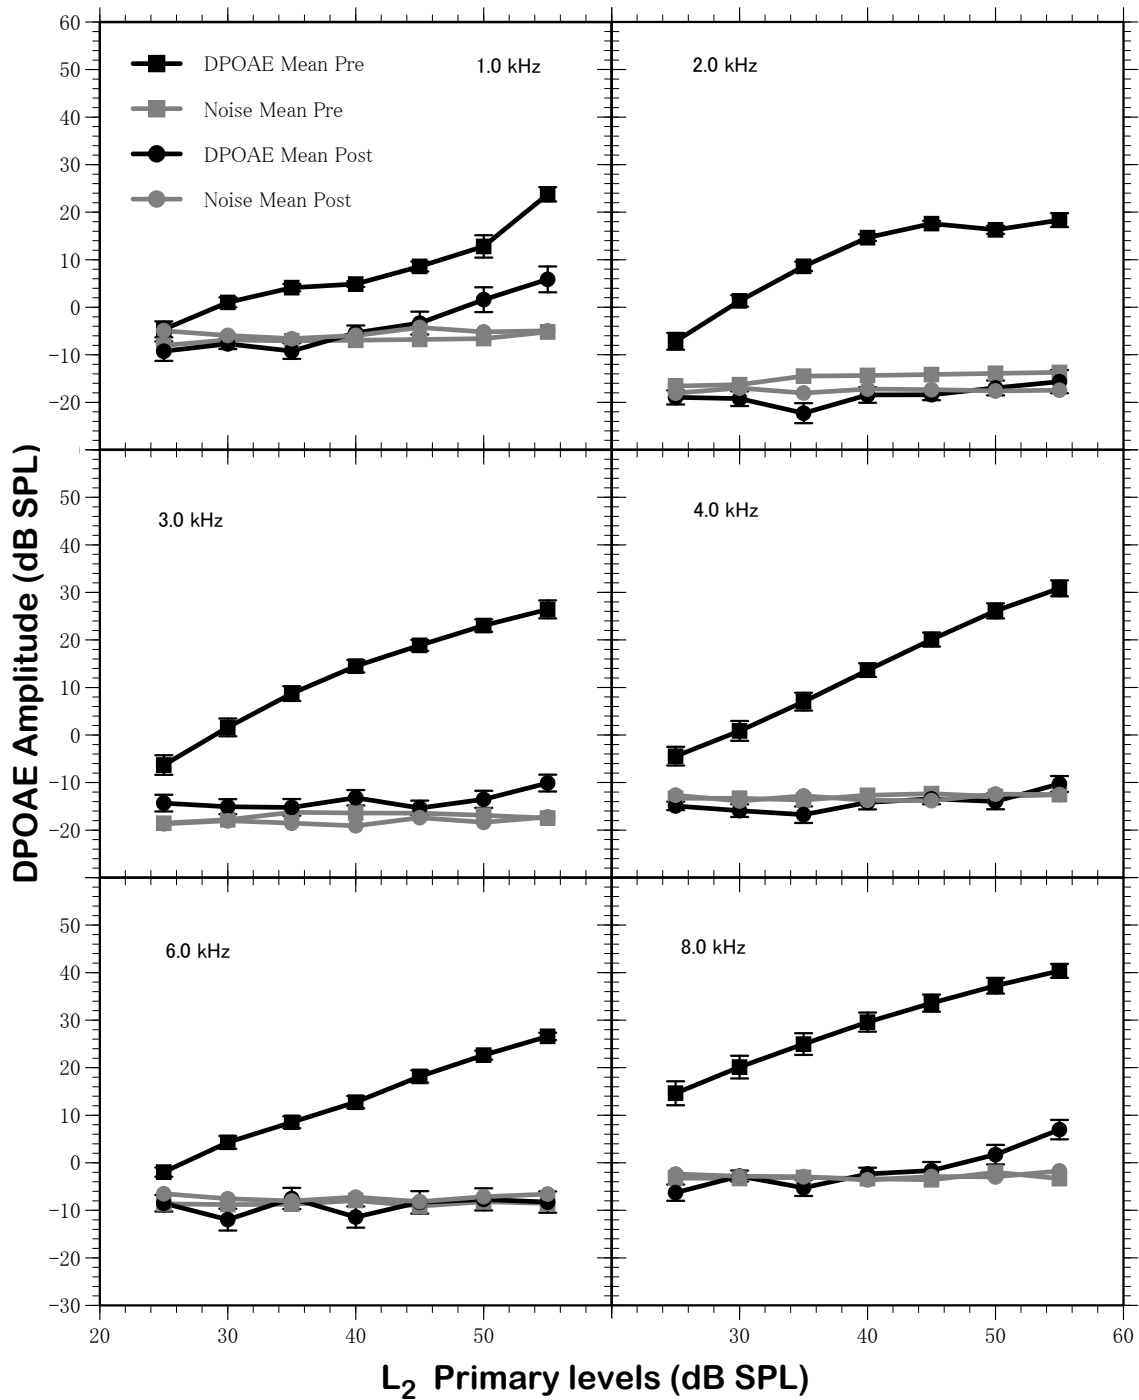 60
50
40
30
20
10
0
−10
−20
DPOAE Mean Pre
Noise Mean Pre
DPOAE Mean Post
Noise Mean Post
1.0 kHz
2.0 kHz
50
40
30
20
10
0
−10
−20
3.0 kHz
4.0 kHz
DPOAE Amplitude (dB SPL)
50
40
30
20
10
0
−10
−20
−30
6.0 kHz
8.0 kHz
20 30 40 50 30 40 50 60
L₂ Primary levels (dB SPL)